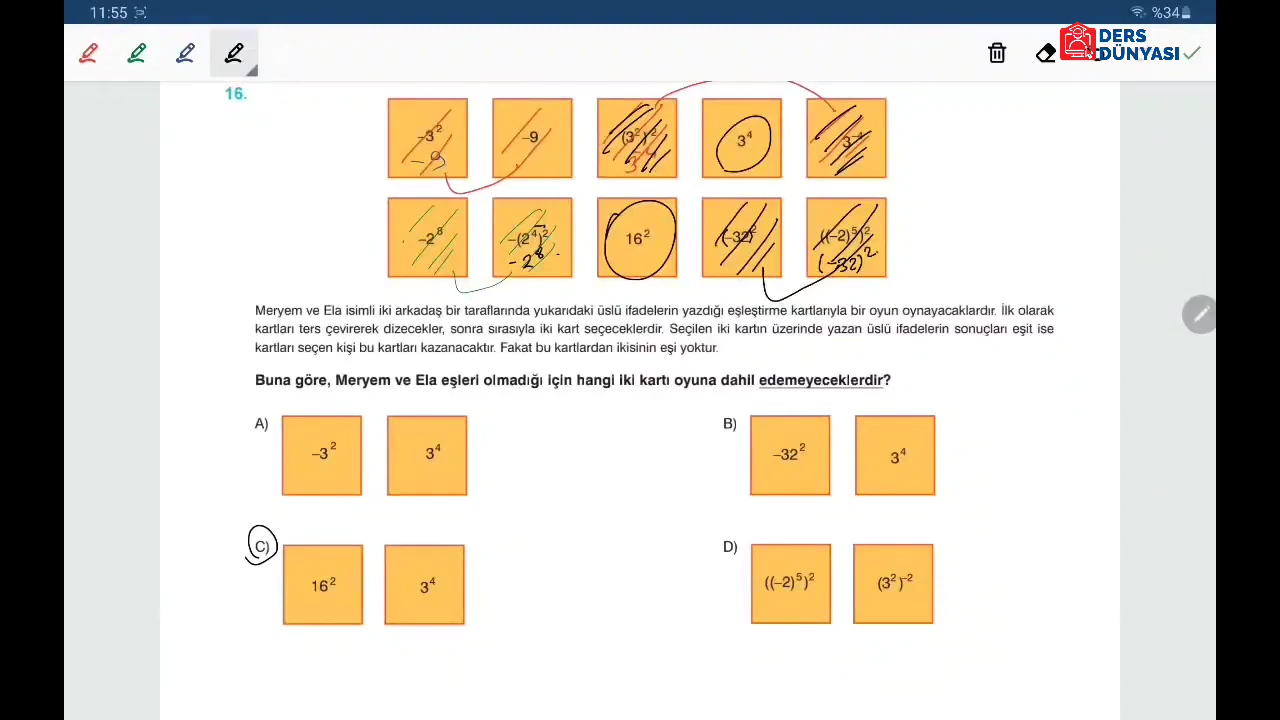 11:55
%34
DERS
DÜNYASI
16.
–3²
–9
3⁴
–2⁸
–(2⁴)²
–2⁸
16²
(–32)²
((–2)⁵)²
(–32)²
Meryem ve Ela isimli iki arkadaş bir taraflarında yukarıdaki üslü ifadelerin yazdığı eşleştirme kartlarıyla bir oyun oynayacaklardır. İlk olarak
kartları ters çevirerek dizecekler, sonra sırasıyla iki kart seçeceklerdir. Seçilen iki kartın üzerinde yazan üslü ifadelerin sonuçları eşit ise
kartları seçen kişi bu kartları kazanacaktır. Fakat bu kartlardan ikisinin eşi yoktur.
Buna göre, Meryem ve Ela eşleri olmadığı için hangi iki kartı oyuna dahil edemeyeceklerdir?
A)
–3²
3⁴
B)
–32²
3⁴
C)
16²
3⁴
D)
((–2)⁵)²
(3²)⁻²